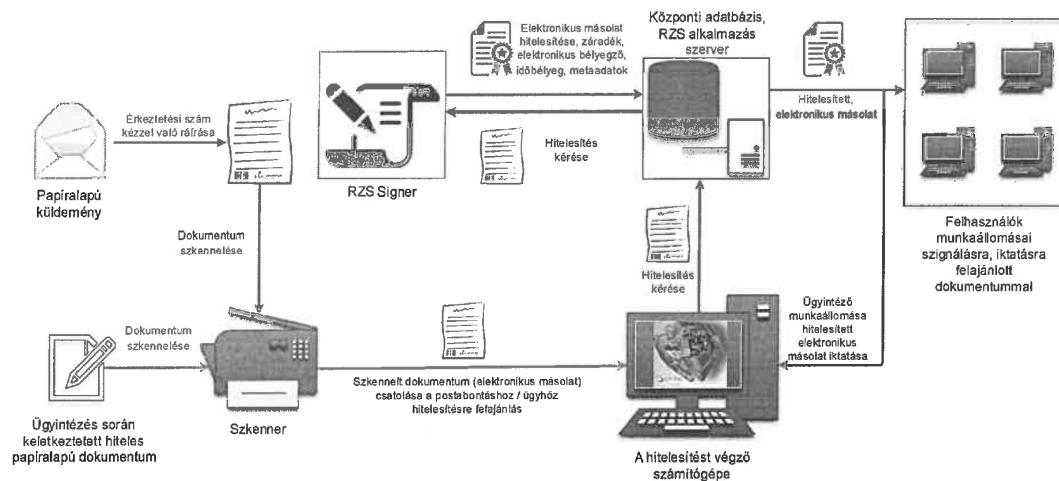 Elektronikus másolat
hitelesítése, záradék,
elektronikus bélyegző,
időbélyeg, metaadatok
Központi adatbázis,
RZS alkalmazás
szerver
Érkeztetési szám
kézzel való ráírása
Hitelesítés
kérése
Hitelesített,
elektronikus másolat
Papíralapú
küldemény
RZS Signer
Felhasználók
munkaállomásai
szignálásra, iktatásra
felajánlott
dokumentummal
Dokumentum
szkennelése
Hitelesítés
kérése
Dokumentum
szkennelése
Ügyintéző
munkaállomása
hitelesített
elektronikus
másolat iktatása
Szkennelt dokumentum (elektronikus másolat)
csatolása a postabontáshoz / ügyhöz
hitelesítésre felajánlás
Ügyintézés során
keletkeztetett hiteles
papíralapú dokumentum
Szkenner
A hitelesítést végző
számítógépe